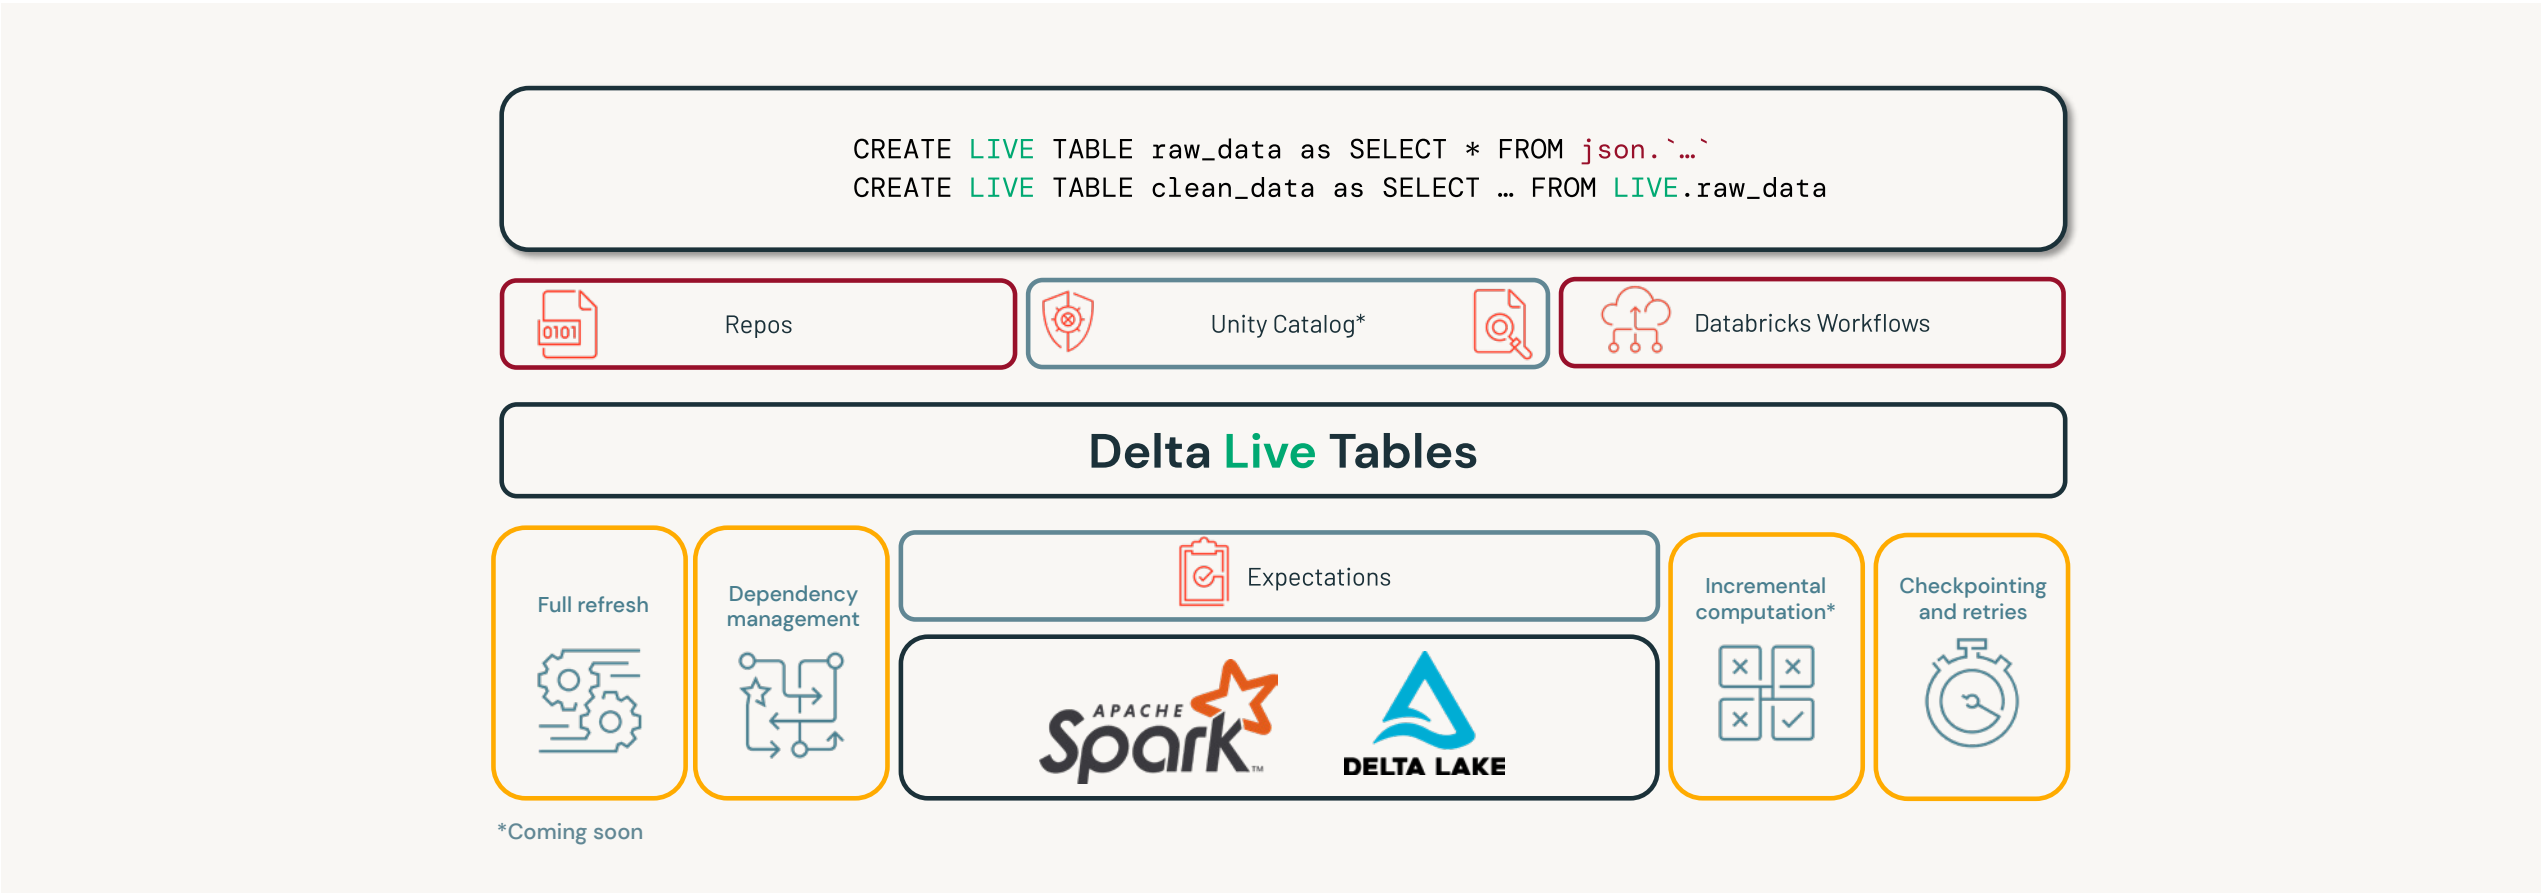 CREATE LIVE TABLE raw_data as SELECT * FROM json.`…`
CREATE LIVE TABLE clean_data as SELECT … FROM LIVE.raw_data
0101
Repos
Unity Catalog*
Databricks Workflows
Delta Live Tables
Full refresh
Dependency
management
Expectations
APACHE
Spark™
DELTA LAKE
Incremental
computation*
Checkpointing
and retries
*Coming soon